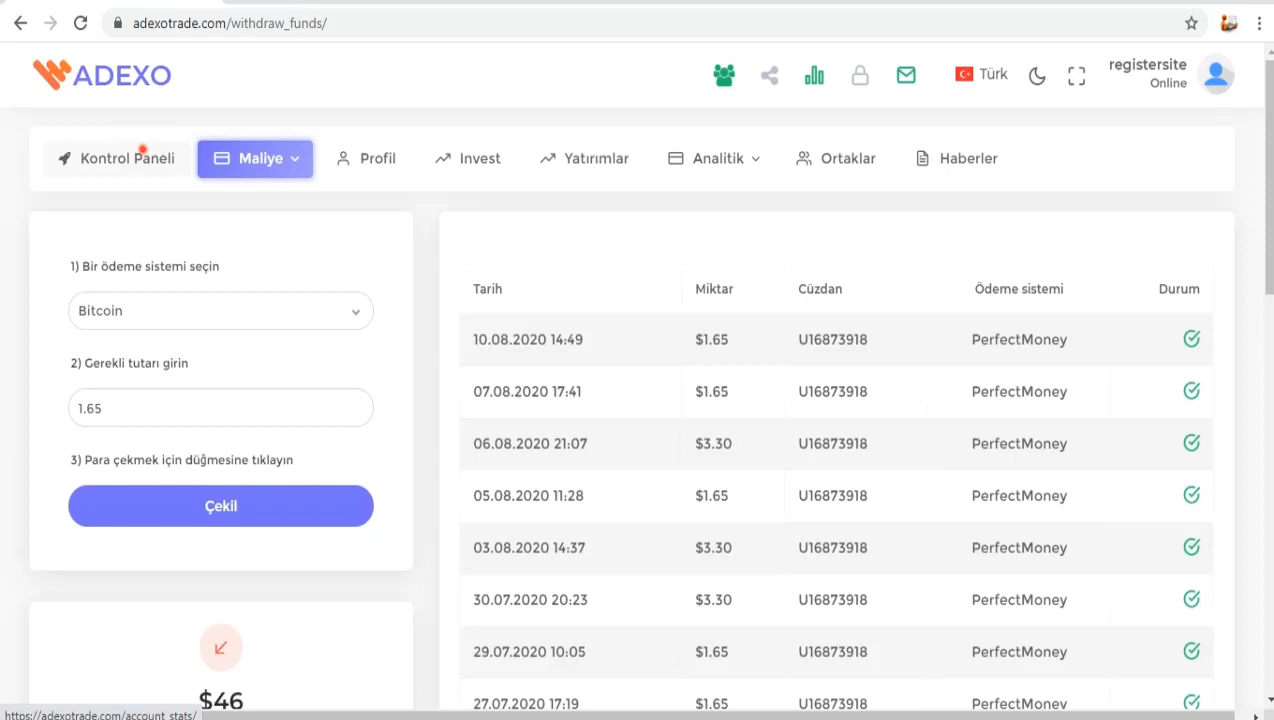 adexotrade.com/withdraw_funds/
ADEXO
Türk
registersite
Online
Kontrol Paneli
Maliye
Profil
Invest
Yatırımlar
Analitik
Ortaklar
Haberler
1) Bir ödeme sistemi seçin
Bitcoin
2) Gerekli tutarı girin
1.65
3) Para çekmek için düğmesine tıklayın
Çekil
$46
Tarih Miktar Cüzdan Ödeme sistemi Durum
10.08.2020 14:49 $1.65 U16873918 PerfectMoney
07.08.2020 17:41 $1.65 U16873918 PerfectMoney
06.08.2020 21:07 $3.30 U16873918 PerfectMoney
05.08.2020 11:28 $1.65 U16873918 PerfectMoney
03.08.2020 14:37 $3.30 U16873918 PerfectMoney
30.07.2020 20:23 $3.30 U16873918 PerfectMoney
29.07.2020 10:05 $1.65 U16873918 PerfectMoney
27.07.2020 17:19 $1.65 U16873918 PerfectMoney
https://adexotrade.com/account_stats/